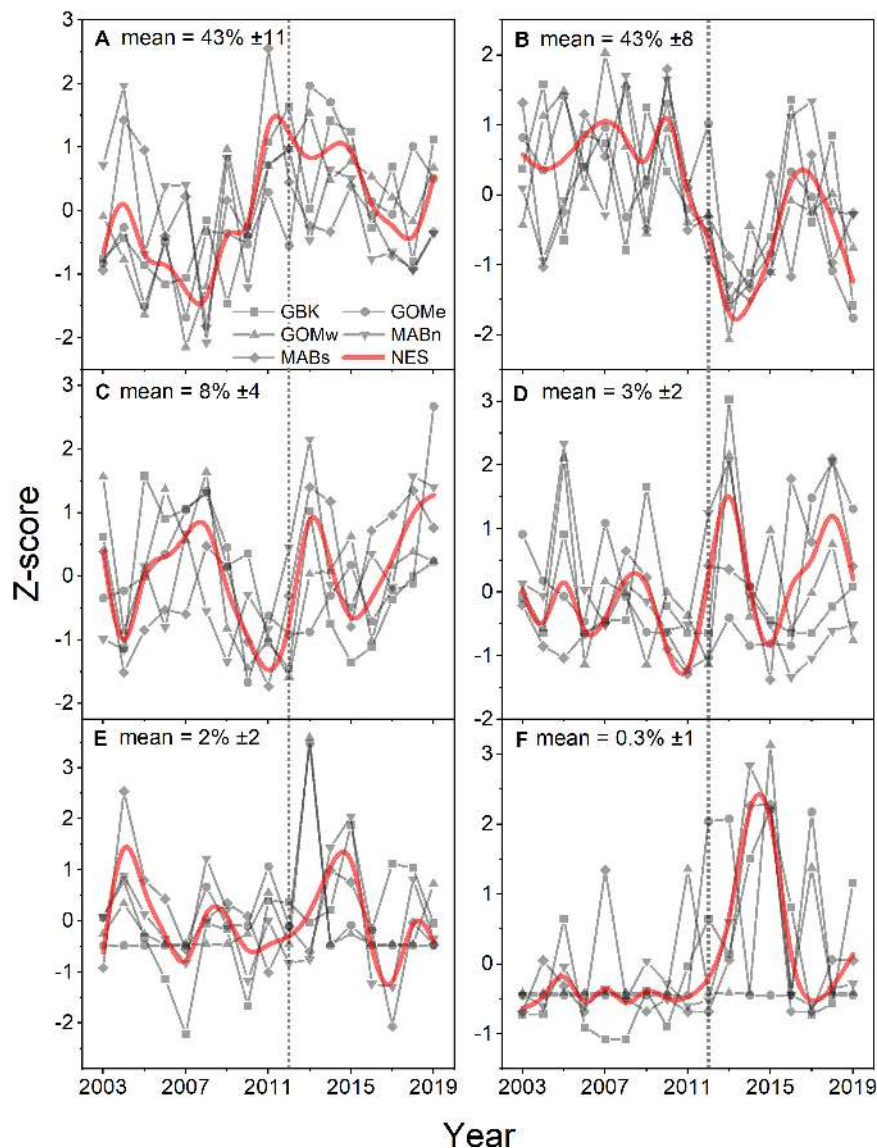 A mean = 43% ±11
B mean = 43% ±8
3
2
1
0
-1
-2
GBK GOMe
GOMw MABn
MABs NES
2
1
0
-1
-2
C mean = 8% ±4
D mean = 3% ±2
3
2
1
0
-1
-2
3
2
1
0
-1
-2
Z-score
E mean = 2% ±2
F mean = 0.3% ±1
3
2
1
0
-1
-2
3
2
1
0
-1
2003 2007 2011 2015 2019
2003 2007 2011 2015 2019
Year